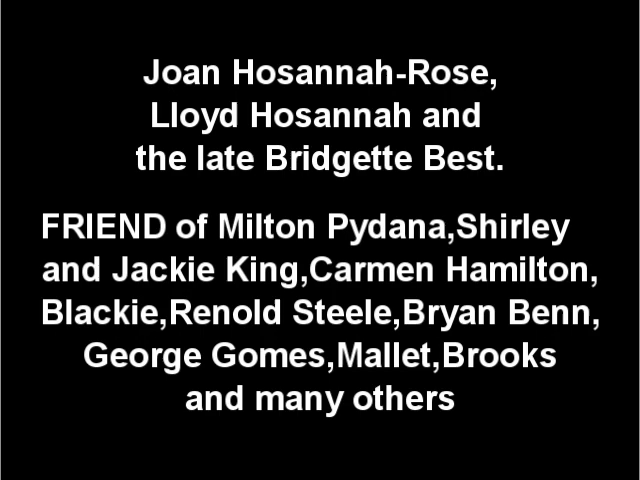 Joan Hosannah-Rose,
Lloyd Hosannah and
the late Bridgette Best.
FRIEND of Milton Pydana,Shirley
and Jackie King,Carmen Hamilton,
Blackie,Renold Steele,Bryan Benn,
George Gomes,Mallet,Brooks
and many others